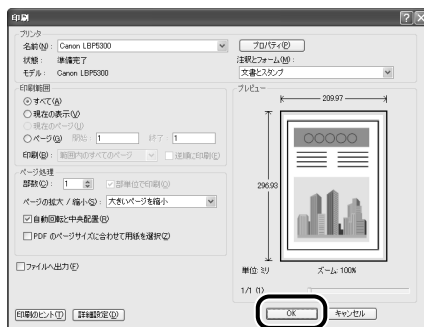 印刷
プリンタ
名前(N): Canon LBP5300
プロパティ(P)
状態: 準備完了
注釈とフォーム(M):
モデル: Canon LBP5300
文書とスタンプ
印刷範囲
すべて(A)
現在の表示(V)
現在のページ(U)
ページ(G) 開始: 1 終了: 1
印刷(B): 範囲内のすべてのページ 逆順に印刷(E)
ページ処理
部数(C): 1 部単位で印刷(O)
ページの拡大 / 縮小(S): 大きいページを縮小
自動回転と中央配置(R)
PDF のページサイズに合わせて用紙を選択(Z)
ファイルへ出力(F)
印刷のヒント(T) 詳細設定(D)
プレビュー
209.97
296.93
単位: ミリ ズーム: 100%
1/1 (1)
OK キャンセル